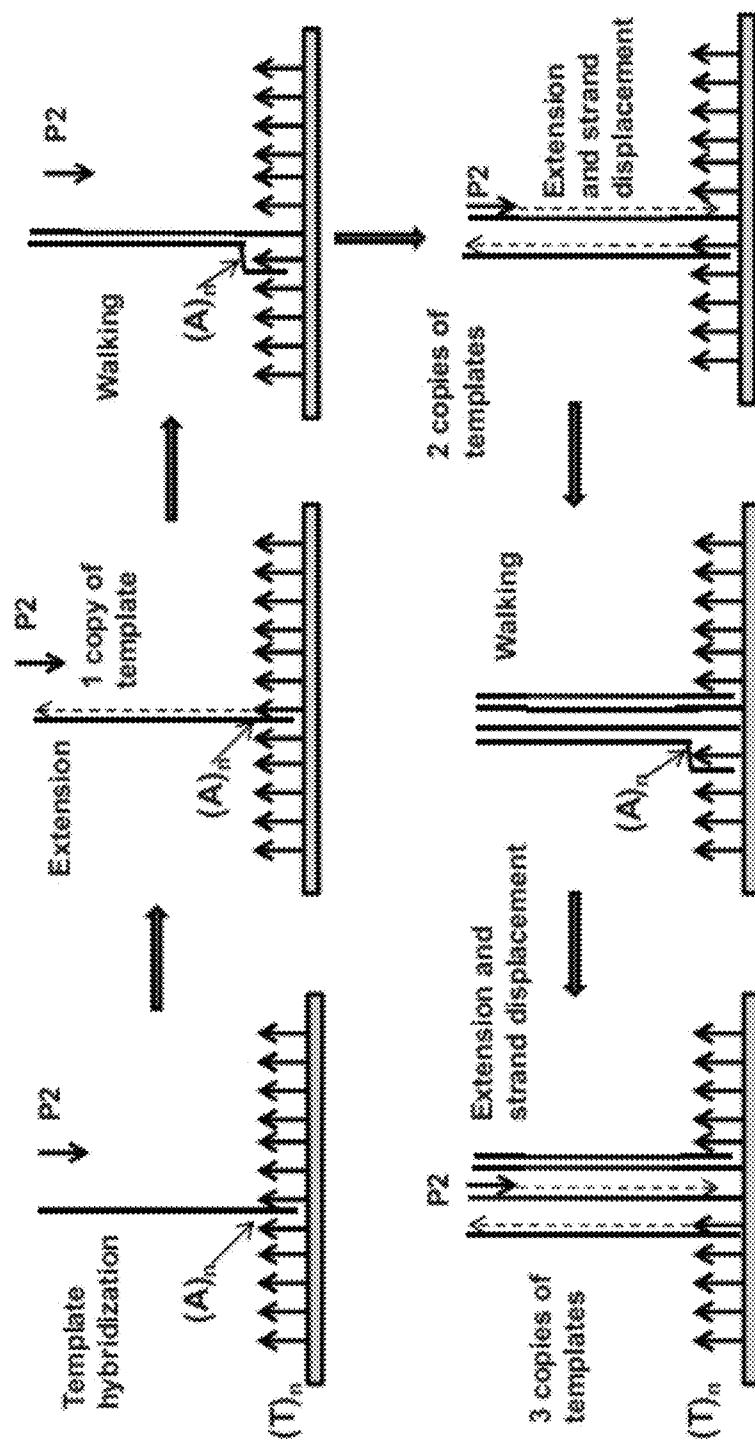 Template
hybridization
P2
(A)n
(T)n
Extension
P2
1 copy of
template
(A)n
Walking
P2
(A)n
2 copies of
templates
P2
Extension
and strand
displacement
Walking
(A)n
Extension and
strand displacement
P2
3 copies of
templates
(T)n